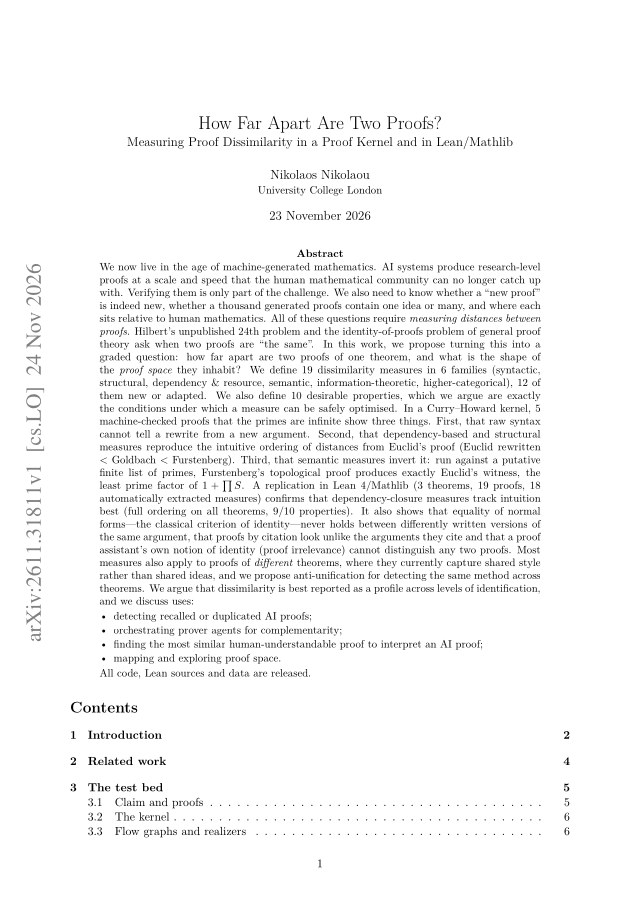 How Far Apart Are Two Proofs?
Measuring Proof Dissimilarity in a Proof Kernel and in Lean/Mathlib
Nikolaos Nikolaou
University College London
23 November 2026
Abstract
We now live in the age of machine-generated mathematics. AI systems produce research-level
proofs at a scale and speed that the human mathematical community can no longer catch up
with. Verifying them is only part of the challenge. We also need to know whether a “new proof”
is indeed new, whether a thousand generated proofs contain one idea or many, and where each
sits relative to human mathematics. All of these questions require measuring distances between
proofs. Hilbert’s unpublished 24th problem and the identity-of-proofs problem of general proof
theory ask when two proofs are “the same”. In this work, we propose turning this into a
graded question: how far apart are two proofs of one theorem, and what is the shape of
the proof space they inhabit? We define 19 dissimilarity measures in 6 families (syntactic,
structural, dependency & resource, semantic, information-theoretic, higher-categorical), 12 of
them new or adapted. We also define 10 desirable properties, which we argue are exactly
the conditions under which a measure can be safely optimised. In a Curry–Howard kernel, 5
machine-checked proofs that the primes are infinite show three things. First, that raw syntax
cannot tell a rewrite from a new argument. Second, that dependency-based and structural
measures reproduce the intuitive ordering of distances from Euclid’s proof (Euclid rewritten
< Goldbach < Furstenberg). Third, that semantic measures invert it: run against a putative
finite list of primes, Furstenberg’s topological proof produces exactly Euclid’s witness, the
least prime factor of 1 + ∏ S. A replication in Lean 4/Mathlib (3 theorems, 19 proofs, 18
automatically extracted measures) confirms that dependency-closure measures track intuition
best (full ordering on all theorems, 9/10 properties). It also shows that equality of normal
forms—the classical criterion of identity—never holds between differently written versions of
the same argument, that proofs by citation look unlike the arguments they cite and that a proof
assistant’s own notion of identity (proof irrelevance) cannot distinguish any two proofs. Most
measures also apply to proofs of different theorems, where they currently capture shared style
rather than shared ideas, and we propose anti-unification for detecting the same method across
theorems. We argue that dissimilarity is best reported as a profile across levels of identification,
and we discuss uses:
• detecting recalled or duplicated AI proofs;
• orchestrating prover agents for complementarity;
• finding the most similar human-understandable proof to interpret an AI proof;
• mapping and exploring proof space.
All code, Lean sources and data are released.
Contents
1 Introduction 2
2 Related work 4
3 The test bed 5
3.1 Claim and proofs . . . . . . . . . . . . . . . . . . . . . . . . . . . . . . . . . . . . . 5
3.2 The kernel . . . . . . . . . . . . . . . . . . . . . . . . . . . . . . . . . . . . . . . . 6
3.3 Flow graphs and realizers . . . . . . . . . . . . . . . . . . . . . . . . . . . . . . . 6
1
arXiv:2611.31811v1 [cs.LO] 24 Nov 2026